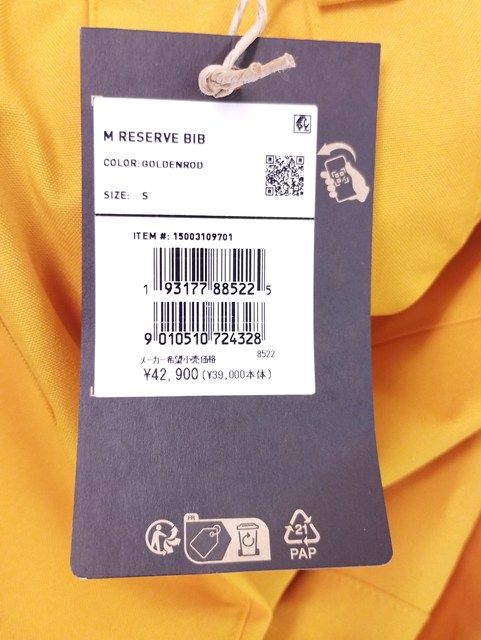 M RESERVE BIB
COLOR: GOLDENROD
SIZE: S
ITEM #: 15003109701
1 93177 88522 5
9 010510 724328
メーカー希望小売価格 8522
¥42,900 (¥39,000本体)
FR
21
PAP